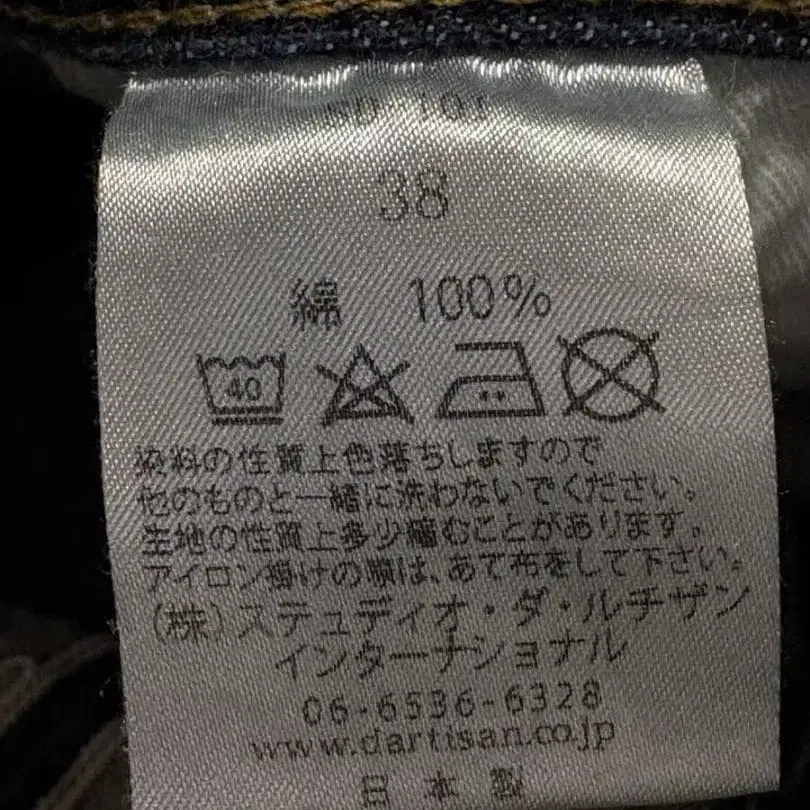 SD-103
38
綿 100%
40
染料の性質上色落ちしますので
他のものと一緒に洗わないでください。
生地の性質上多少縮むことがあります。
アイロン掛けの際は、あて布をして下さい。
(株)ステュディオ・ダ・ルチザン
インターナショナル
06-6536-6328
www.dartisan.co.jp
日本製